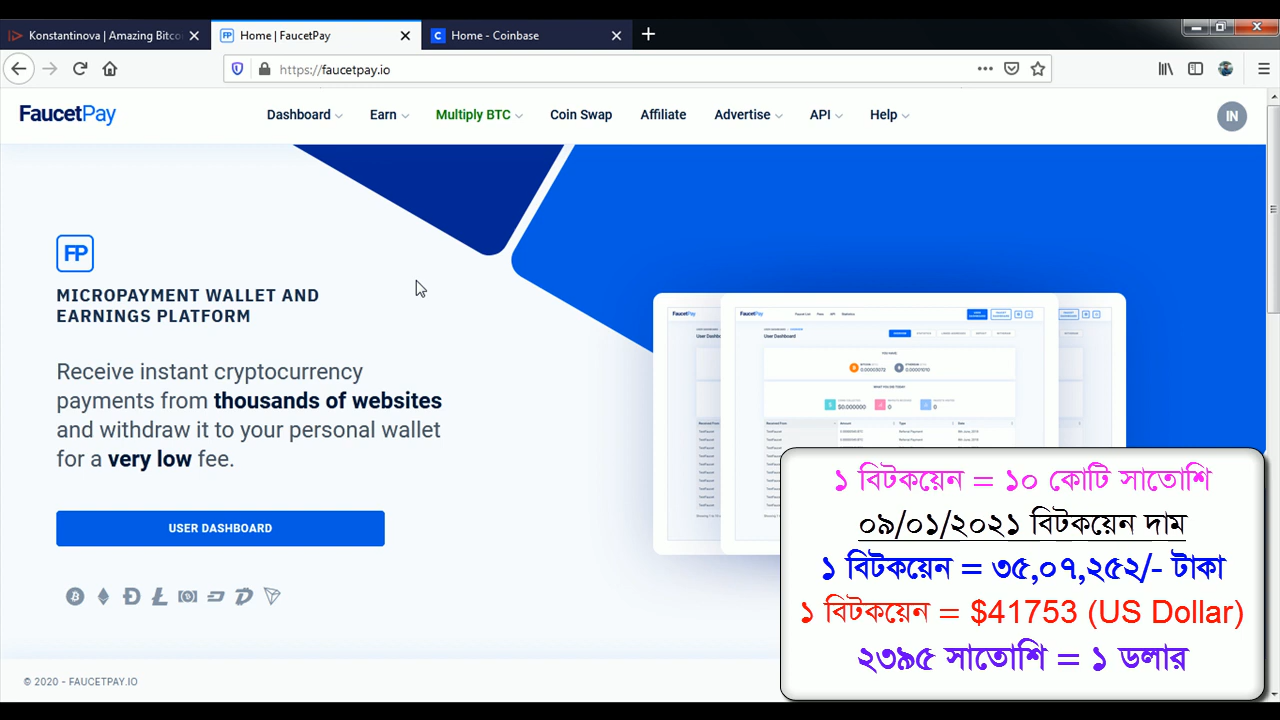 Konstantinova | Amazing Bitco
Home | FaucetPay
Home - Coinbase
https://faucetpay.io
FaucetPay
Dashboard
Earn
Multiply BTC
Coin Swap
Affiliate
Advertise
API
Help
IN
FP
MICROPAYMENT WALLET AND
EARNINGS PLATFORM
Receive instant cryptocurrency
payments from thousands of websites
and withdraw it to your personal wallet
for a very low fee.
USER DASHBOARD
© 2020 - FAUCETPAY.IO
FaucetPay
User Dashboard
১ বিটকয়েন = ১০ কোটি সাতোশি
০৯/০১/২০২১ বিটকয়েন দাম
১ বিটকয়েন = ৩৫,০৭,২৫২/- টাকা
১ বিটকয়েন = $41753 (US Dollar)
২৩৯৫ সাতোশি = ১ ডলার